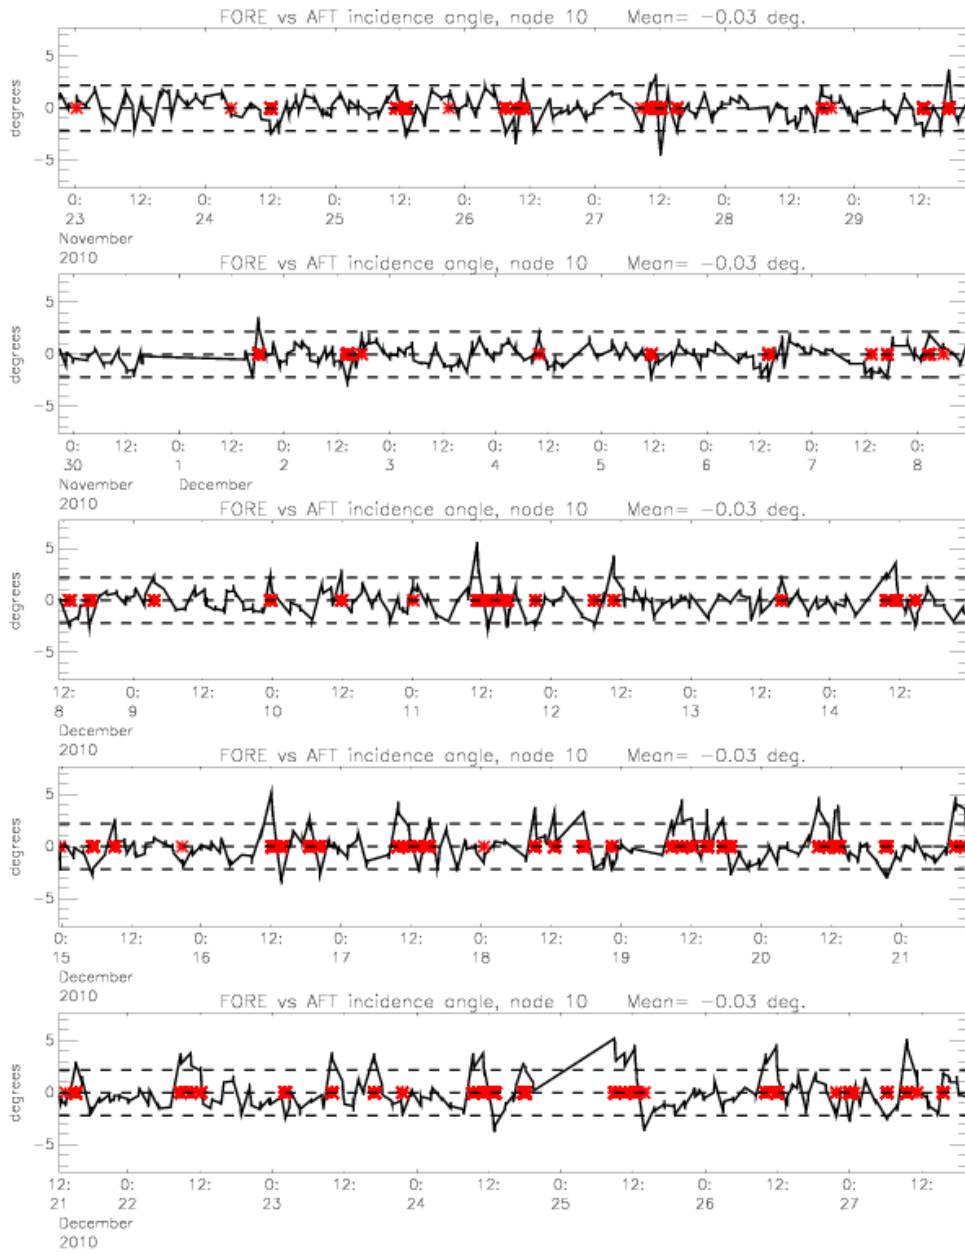 FORE vs AFT incidence angle, node 10 Mean= −0.03 deg.
degrees
5
0
−5
0: 12: 0: 12: 0: 12: 0: 12: 0: 12: 0: 12: 0: 12:
23 24 25 26 27 28 29
November
2010
FORE vs AFT incidence angle, node 10 Mean= −0.03 deg.
degrees
5
0
−5
0: 12: 0: 12: 0: 12: 0: 12: 0: 12: 0: 12: 0: 12: 0: 12: 0:
30 1 2 3 4 5 6 7 8
November December
2010
FORE vs AFT incidence angle, node 10 Mean= −0.03 deg.
degrees
5
0
−5
12: 0: 12: 0: 12: 0: 12: 0: 12: 0: 12: 0: 12:
8 9 10 11 12 13 14
December
2010
FORE vs AFT incidence angle, node 10 Mean= −0.03 deg.
degrees
5
0
−5
0: 12: 0: 12: 0: 12: 0: 12: 0: 12: 0: 12: 0:
15 16 17 18 19 20 21
December
2010
FORE vs AFT incidence angle, node 10 Mean= −0.03 deg.
degrees
5
0
−5
12: 0: 12: 0: 12: 0: 12: 0: 12: 0: 12: 0: 12:
21 22 23 24 25 26 27
December
2010